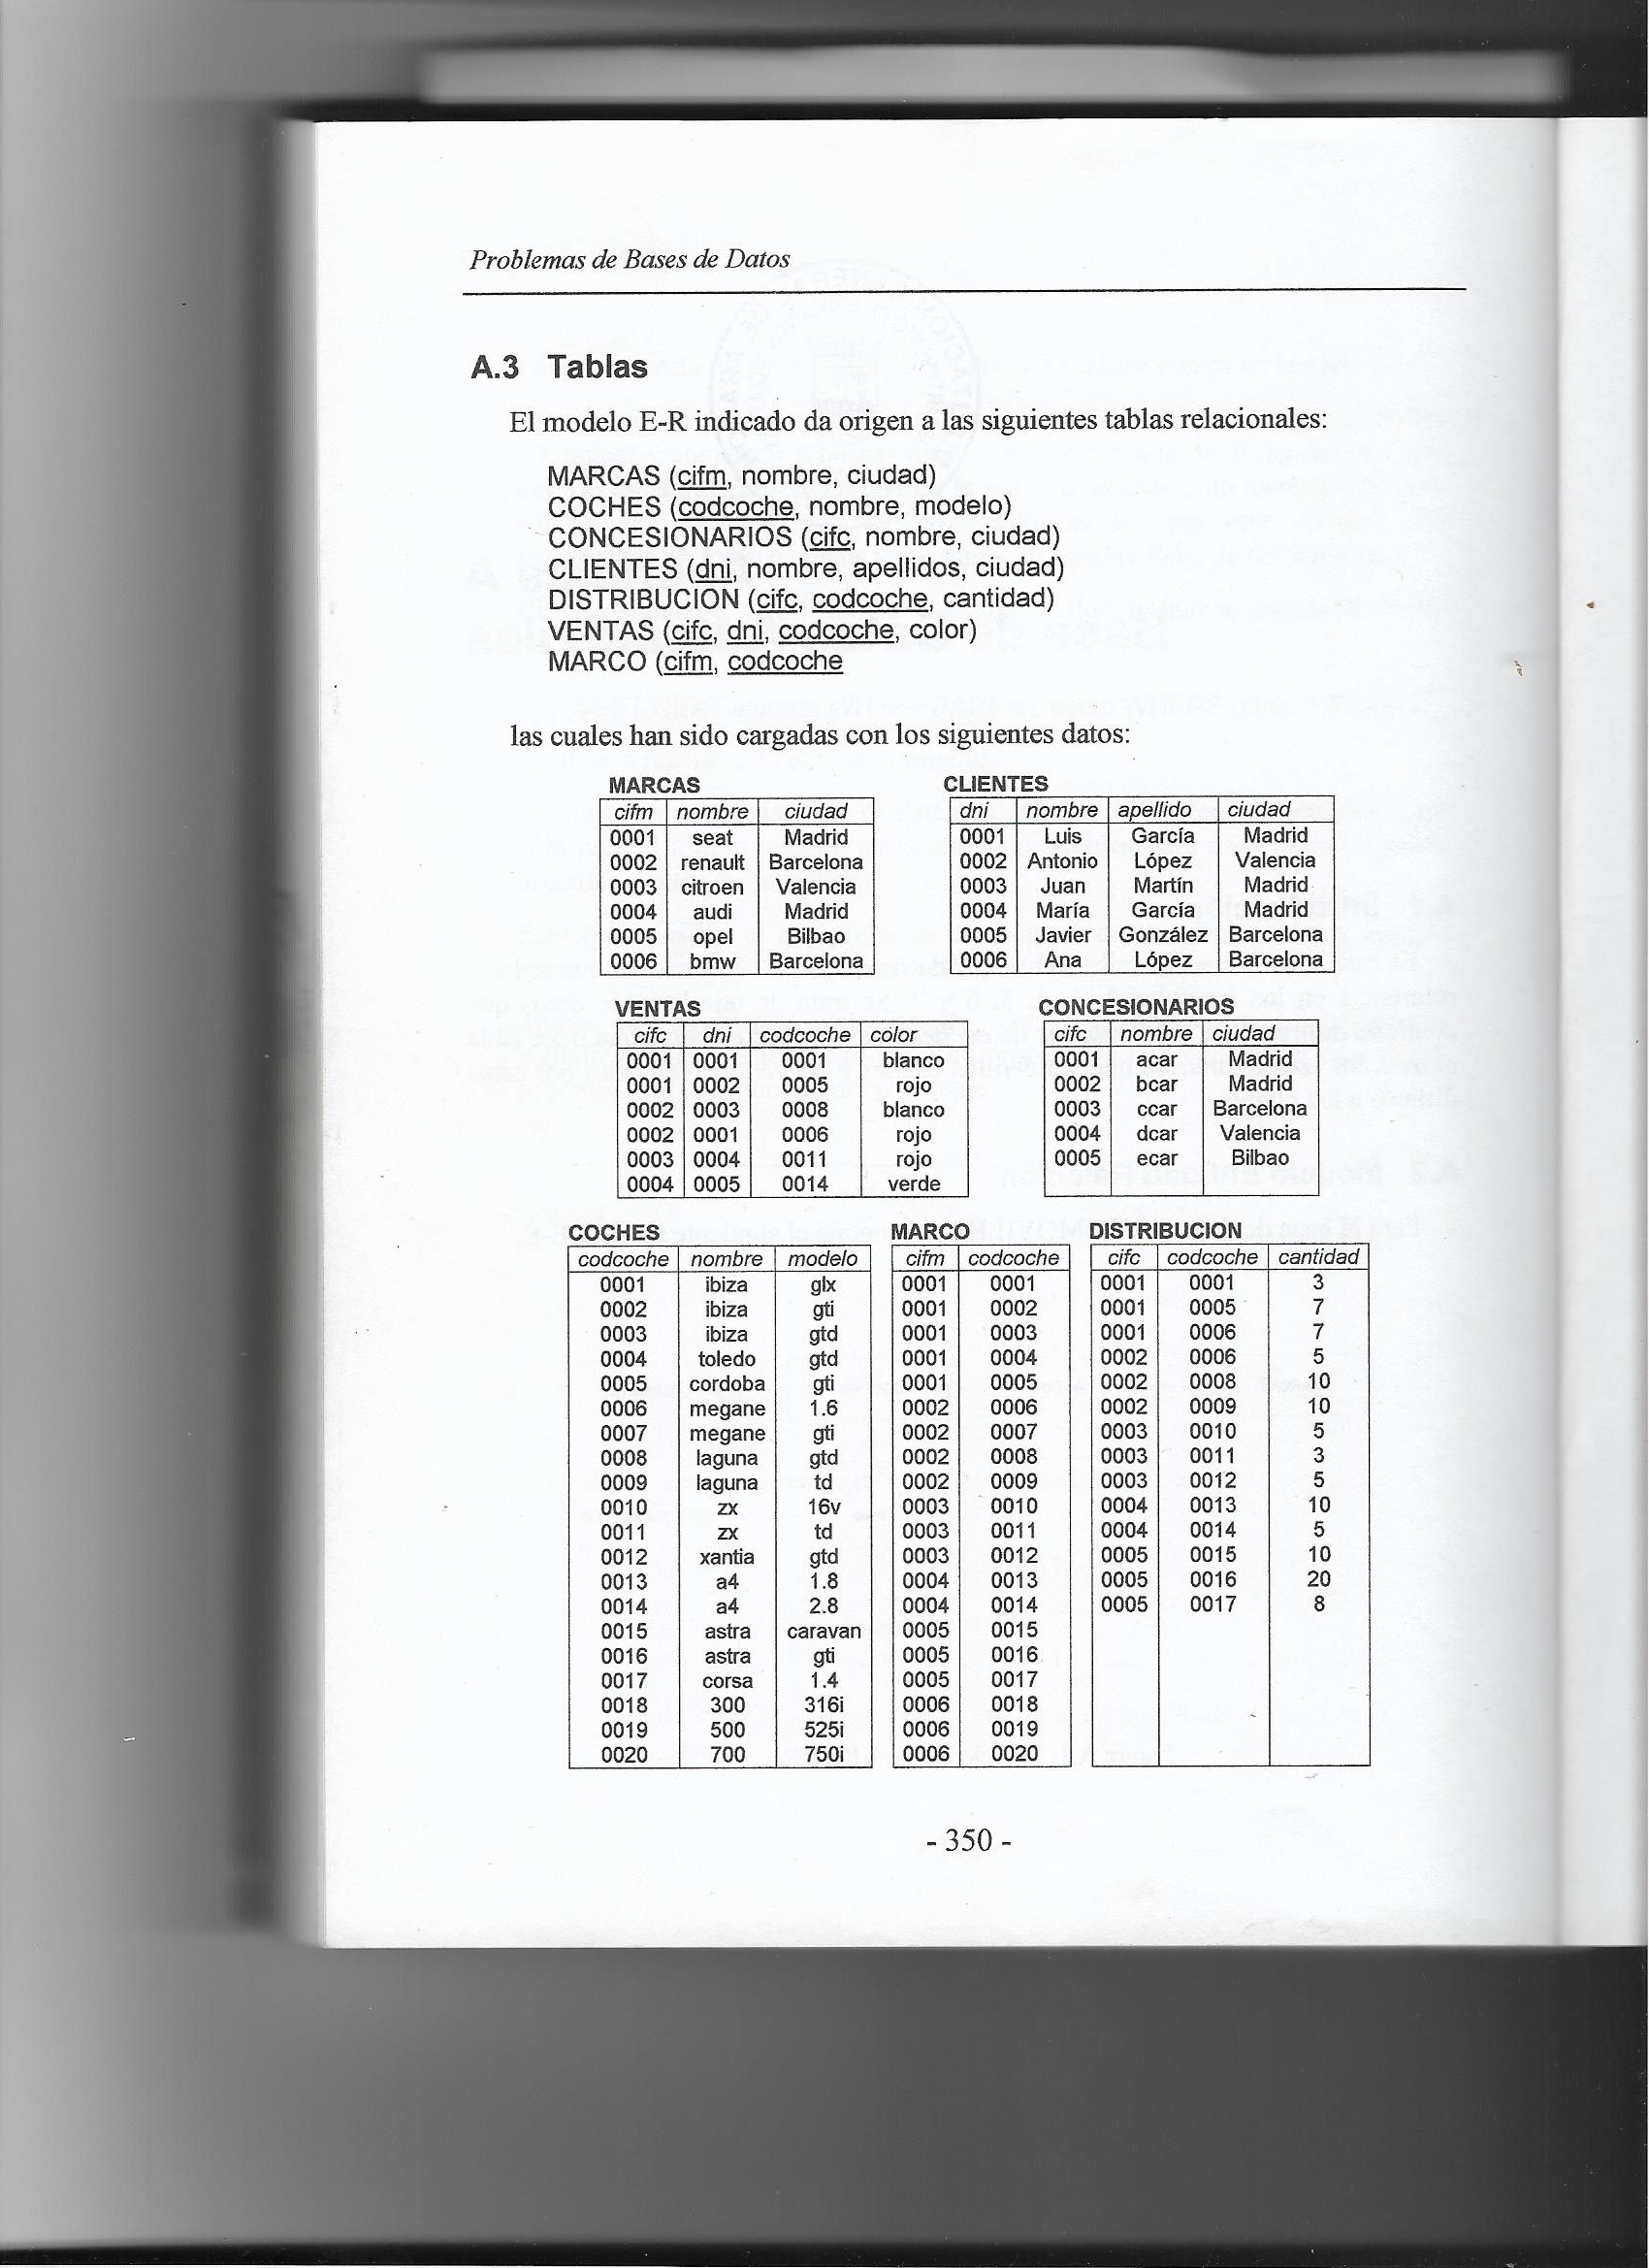 Problemas de Bases de Datos
A.3 Tablas
El modelo E-R indicado da origen a las siguientes tablas relacionales:
MARCAS (cifm, nombre, ciudad)
COCHES (codcoche, nombre, modelo)
CONCESIONARIOS (cifc, nombre, ciudad)
CLIENTES (dni, nombre, apellidos, ciudad)
DISTRIBUCION (cifc, codcoche, cantidad)
VENTAS (cifc, dni, codcoche, color)
MARCO (cifm, codcoche
las cuales han sido cargadas con los siguientes datos:
MARCAS
cifm nombre ciudad
0001 seat Madrid
0002 renault Barcelona
0003 citroen Valencia
0004 audi Madrid
0005 opel Bilbao
0006 bmw Barcelona
CLIENTES
dni nombre apellido ciudad
0001 Luis García Madrid
0002 Antonio López Valencia
0003 Juan Martín Madrid
0004 María García Madrid
0005 Javier González Barcelona
0006 Ana López Barcelona
VENTAS
cifc dni codcoche color
0001 0001 0001 blanco
0001 0002 0005 rojo
0002 0003 0008 blanco
0002 0001 0006 rojo
0003 0004 0011 rojo
0004 0005 0014 verde
CONCESIONARIOS
cifc nombre ciudad
0001 acar Madrid
0002 bcar Madrid
0003 ccar Barcelona
0004 dcar Valencia
0005 ecar Bilbao
COCHES
codcoche nombre modelo
0001 ibiza glx
0002 ibiza gti
0003 ibiza gtd
0004 toledo gtd
0005 cordoba gti
0006 megane 1.6
0007 megane gti
0008 laguna gtd
0009 laguna td
0010 zx 16v
0011 zx td
0012 xantia gtd
0013 a4 1.8
0014 a4 2.8
0015 astra caravan
0016 astra gti
0017 corsa 1.4
0018 300 316i
0019 500 525i
0020 700 750i
MARCO
cifm codcoche
0001 0001
0001 0002
0001 0003
0001 0004
0001 0005
0002 0006
0002 0007
0002 0008
0002 0009
0003 0010
0003 0011
0003 0012
0004 0013
0004 0014
0005 0015
0005 0016
0005 0017
0006 0018
0006 0019
0006 0020
DISTRIBUCION
cifc codcoche cantidad
0001 0001 3
0001 0005 7
0001 0006 7
0002 0006 5
0002 0008 10
0002 0009 10
0003 0010 5
0003 0011 3
0003 0012 5
0004 0013 10
0004 0014 5
0005 0015 10
0005 0016 20
0005 0017 8
- 350 -